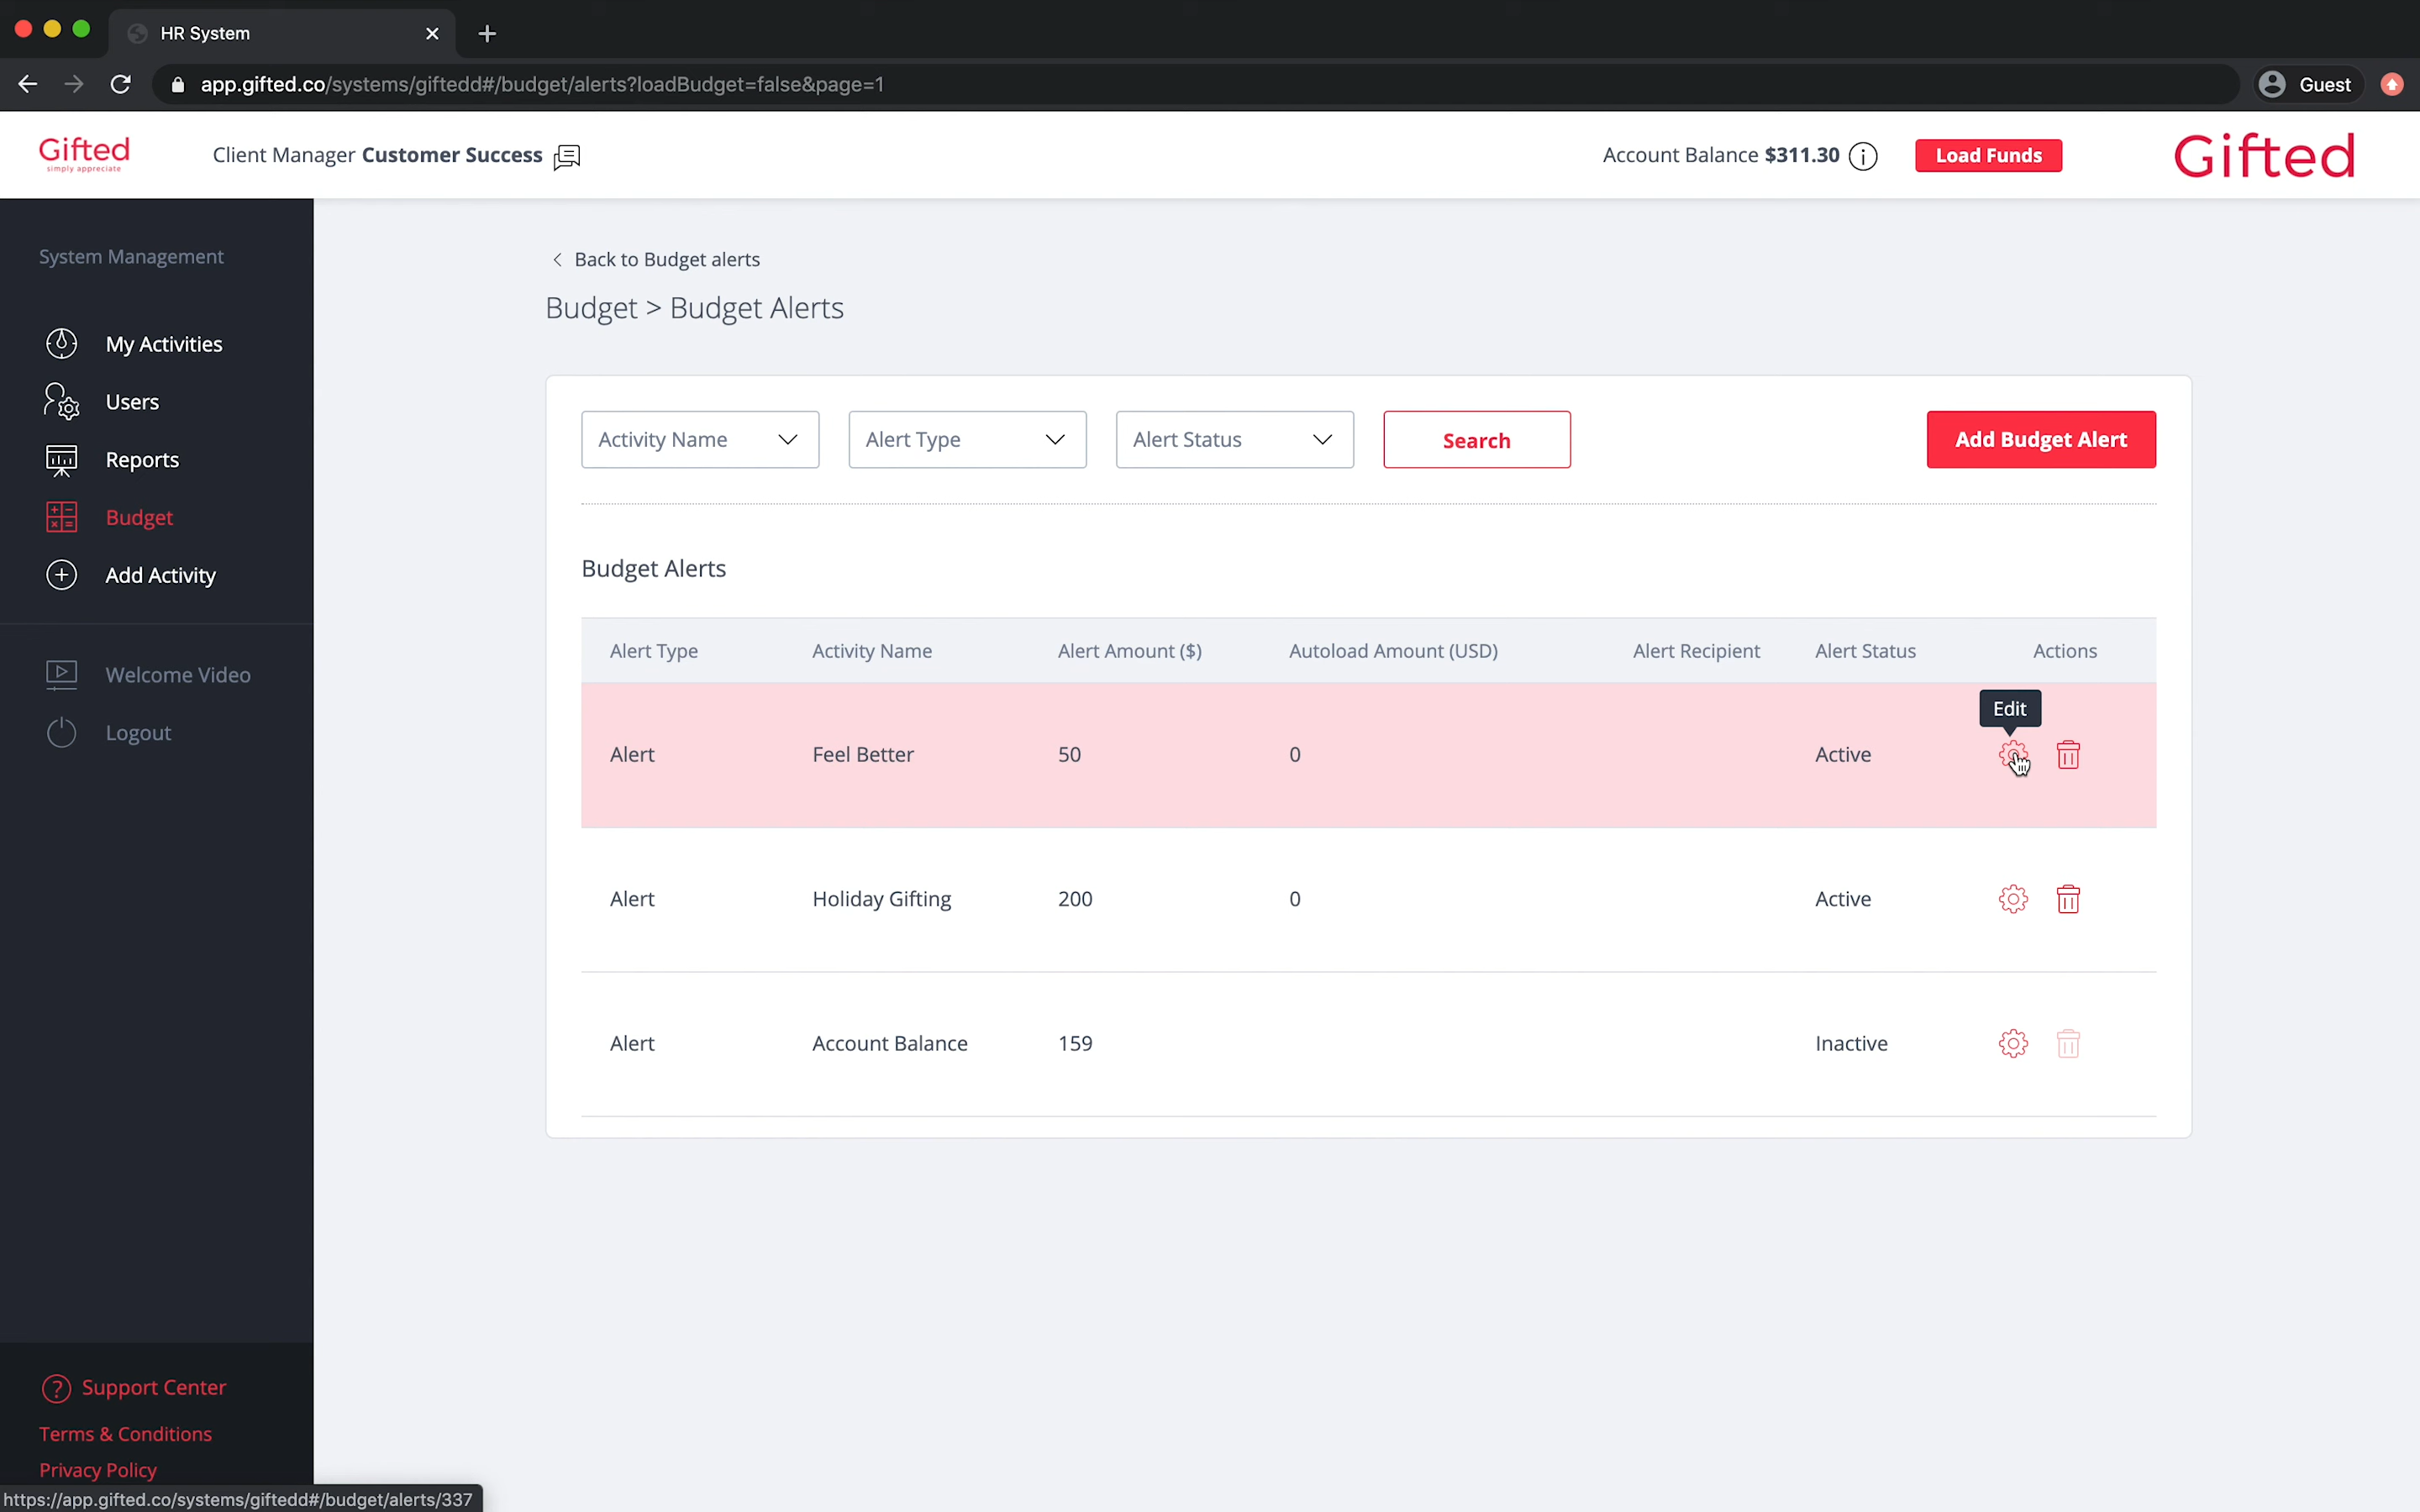 HR System
app.gifted.co/systems/giftedd#/budget/alerts?loadBudget=false&page=1
Guest
Gifted
simply appreciate
Client Manager Customer Success
Account Balance $311.30
Load Funds
Gifted
System Management
My Activities
Users
Reports
Budget
Add Activity
Welcome Video
Logout
Support Center
Terms & Conditions
Privacy Policy
https://app.gifted.co/systems/giftedd#/budget/alerts/337
Back to Budget alerts
Budget > Budget Alerts
Activity Name
Alert Type
Alert Status
Search
Add Budget Alert
Budget Alerts
Alert Type Activity Name Alert Amount ($) Autoload Amount (USD) Alert Recipient Alert Status Actions
Edit
Alert Feel Better 50 0 Active
Alert Holiday Gifting 200 0 Active
Alert Account Balance 159 Inactive